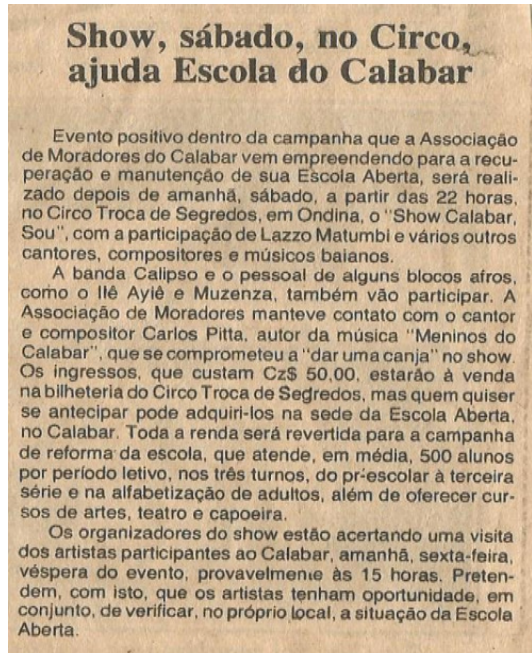 Show, sábado, no Circo,
ajuda Escola do Calabar
Evento positivo dentro da campanha que a Associação
de Moradores do Calabar vem empreendendo para a recu-
peração e manutenção de sua Escola Aberta, será reali-
zado depois de amanhã, sábado, a partir das 22 horas,
no Circo Troca de Segredos, em Ondina, o "Show Calabar,
Sou", com a participação de Lazzo Matumbi e vários outros
cantores, compositores e músicos baianos.
A banda Calipso e o pessoal de alguns blocos afros,
como o Ilê Ayiê e Muzenza, também vão participar. A
Associação de Moradores manteve contato com o cantor
e compositor Carlos Pitta, autor da música "Meninos do
Calabar", que se comprometeu a "dar uma canja" no show.
Os ingressos, que custam Cz$ 50,00, estarão à venda
na bilheteria do Circo Troca de Segredos, mas quem quiser
se antecipar pode adquiri-los na sede da Escola Aberta,
no Calabar. Toda a renda será revertida para a campanha
de reforma da escola, que atende, em média, 500 alunos
por período letivo, nos três turnos, do pr-escolar à terceira
série e na alfabetização de adultos, além de oferecer cur-
sos de artes, teatro e capoeira.
Os organizadores do show estão acertando uma visita
dos artistas participantes ao Calabar, amanhã, sexta-feira,
véspera do evento, provavelmente às 15 horas. Preten-
dem, com isto, que os artistas tenham oportunidade, em
conjunto, de verificar, no próprio local, a situação da Escola
Aberta.